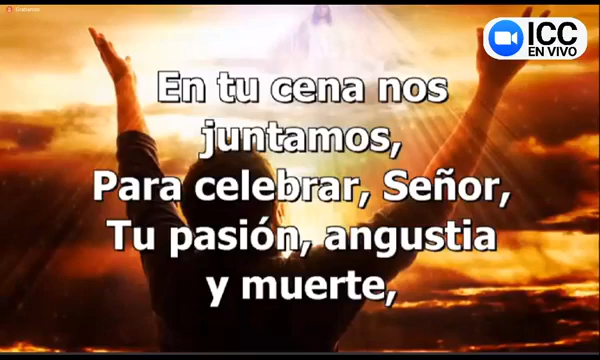 ICC
EN VIVO
En tu cena nos
juntamos,
Para celebrar, Señor,
Tu pasión, angustia
y muerte,